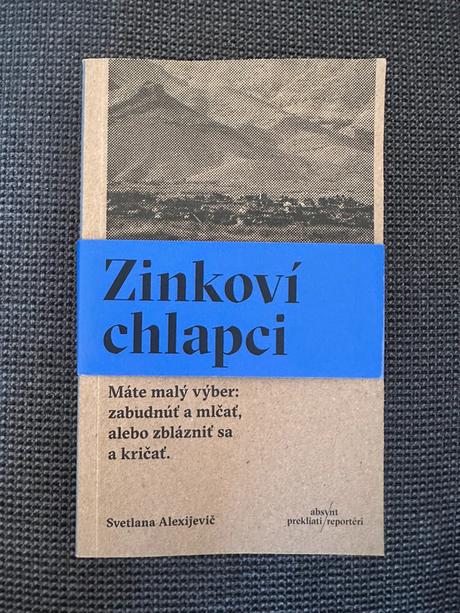 Zinkoví
chlapci
Máte malý výber:
zabudnúť a mlčať,
alebo zblázniť sa
a kričať.
Svetlana Alexijevič
absynt
prekliati/reportéri